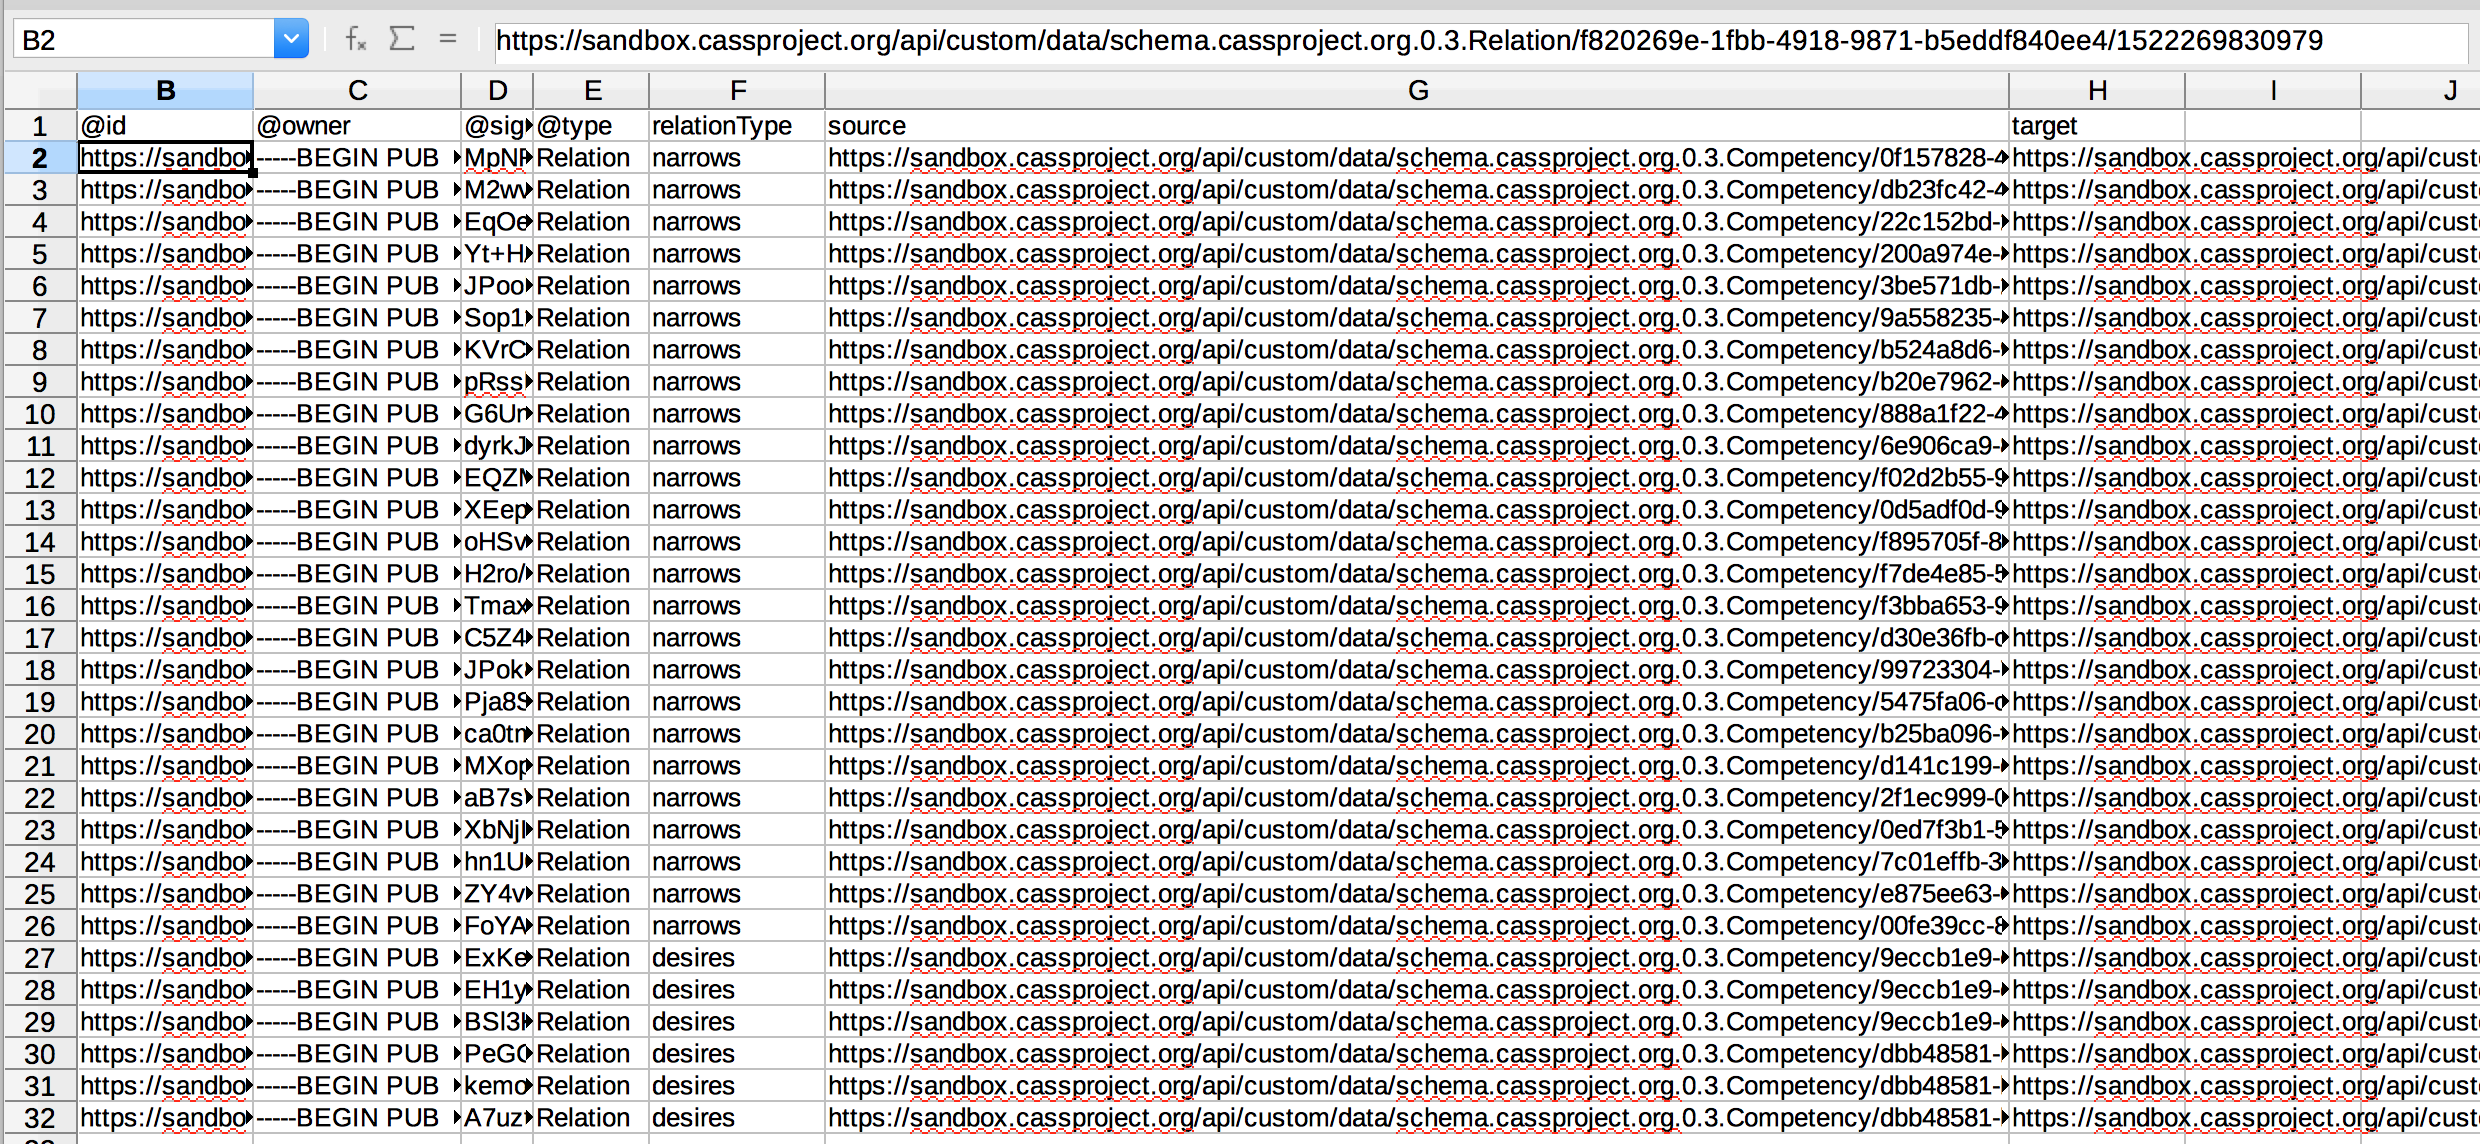 B2 https://sandbox.cassproject.org/api/custom/data/schema.cassproject.org.0.3.Relation/f820269e-1fbb-4918-9871-b5eddf840ee4/1522269830979
B C D E F G H I J
1 @id @owner @sig @type relationType source target
2 https://sandbo -----BEGIN PUB MpNF Relation narrows https://sandbox.cassproject.org/api/custom/data/schema.cassproject.org.0.3.Competency/0f157828-4 https://sandbox.cassproject.org/api/cust
3 https://sandbo -----BEGIN PUB M2wv Relation narrows https://sandbox.cassproject.org/api/custom/data/schema.cassproject.org.0.3.Competency/db23fc42-4 https://sandbox.cassproject.org/api/cust
4 https://sandbo -----BEGIN PUB EqOe Relation narrows https://sandbox.cassproject.org/api/custom/data/schema.cassproject.org.0.3.Competency/22c152bd- https://sandbox.cassproject.org/api/cust
5 https://sandbo -----BEGIN PUB Yt+H Relation narrows https://sandbox.cassproject.org/api/custom/data/schema.cassproject.org.0.3.Competency/200a974e- https://sandbox.cassproject.org/api/cust
6 https://sandbo -----BEGIN PUB JPoo Relation narrows https://sandbox.cassproject.org/api/custom/data/schema.cassproject.org.0.3.Competency/3be571db- https://sandbox.cassproject.org/api/cust
7 https://sandbo -----BEGIN PUB Sop1 Relation narrows https://sandbox.cassproject.org/api/custom/data/schema.cassproject.org.0.3.Competency/9a558235- https://sandbox.cassproject.org/api/cust
8 https://sandbo -----BEGIN PUB KVrC Relation narrows https://sandbox.cassproject.org/api/custom/data/schema.cassproject.org.0.3.Competency/b524a8d6- https://sandbox.cassproject.org/api/cust
9 https://sandbo -----BEGIN PUB pRss Relation narrows https://sandbox.cassproject.org/api/custom/data/schema.cassproject.org.0.3.Competency/b20e7962- https://sandbox.cassproject.org/api/cust
10 https://sandbo -----BEGIN PUB G6Ur Relation narrows https://sandbox.cassproject.org/api/custom/data/schema.cassproject.org.0.3.Competency/888a1f22-4 https://sandbox.cassproject.org/api/cust
11 https://sandbo -----BEGIN PUB dyrkJ Relation narrows https://sandbox.cassproject.org/api/custom/data/schema.cassproject.org.0.3.Competency/6e906ca9- https://sandbox.cassproject.org/api/cust
12 https://sandbo -----BEGIN PUB EQZI Relation narrows https://sandbox.cassproject.org/api/custom/data/schema.cassproject.org.0.3.Competency/f02d2b55-9 https://sandbox.cassproject.org/api/cust
13 https://sandbo -----BEGIN PUB XEep Relation narrows https://sandbox.cassproject.org/api/custom/data/schema.cassproject.org.0.3.Competency/0d5adf0d-9 https://sandbox.cassproject.org/api/cust
14 https://sandbo -----BEGIN PUB oHSv Relation narrows https://sandbox.cassproject.org/api/custom/data/schema.cassproject.org.0.3.Competency/f895705f-8 https://sandbox.cassproject.org/api/cust
15 https://sandbo -----BEGIN PUB H2ro/ Relation narrows https://sandbox.cassproject.org/api/custom/data/schema.cassproject.org.0.3.Competency/f7de4e85-5 https://sandbox.cassproject.org/api/cust
16 https://sandbo -----BEGIN PUB Tmax Relation narrows https://sandbox.cassproject.org/api/custom/data/schema.cassproject.org.0.3.Competency/f3bba653-9 https://sandbox.cassproject.org/api/cust
17 https://sandbo -----BEGIN PUB C5Z4 Relation narrows https://sandbox.cassproject.org/api/custom/data/schema.cassproject.org.0.3.Competency/d30e36fb-c https://sandbox.cassproject.org/api/cust
18 https://sandbo -----BEGIN PUB JPok Relation narrows https://sandbox.cassproject.org/api/custom/data/schema.cassproject.org.0.3.Competency/99723304- https://sandbox.cassproject.org/api/cust
19 https://sandbo -----BEGIN PUB Pja8S Relation narrows https://sandbox.cassproject.org/api/custom/data/schema.cassproject.org.0.3.Competency/5475fa06-c https://sandbox.cassproject.org/api/cust
20 https://sandbo -----BEGIN PUB ca0tn Relation narrows https://sandbox.cassproject.org/api/custom/data/schema.cassproject.org.0.3.Competency/b25ba096- https://sandbox.cassproject.org/api/cust
21 https://sandbo -----BEGIN PUB MXop Relation narrows https://sandbox.cassproject.org/api/custom/data/schema.cassproject.org.0.3.Competency/d141c199- https://sandbox.cassproject.org/api/cust
22 https://sandbo -----BEGIN PUB aB7s Relation narrows https://sandbox.cassproject.org/api/custom/data/schema.cassproject.org.0.3.Competency/2f1ec999-0 https://sandbox.cassproject.org/api/cust
23 https://sandbo -----BEGIN PUB XbNjI Relation narrows https://sandbox.cassproject.org/api/custom/data/schema.cassproject.org.0.3.Competency/0ed7f3b1-5 https://sandbox.cassproject.org/api/cust
24 https://sandbo -----BEGIN PUB hn1U Relation narrows https://sandbox.cassproject.org/api/custom/data/schema.cassproject.org.0.3.Competency/7c01effb-3 https://sandbox.cassproject.org/api/cust
25 https://sandbo -----BEGIN PUB ZY4v Relation narrows https://sandbox.cassproject.org/api/custom/data/schema.cassproject.org.0.3.Competency/e875ee63- https://sandbox.cassproject.org/api/cust
26 https://sandbo -----BEGIN PUB FoYA Relation narrows https://sandbox.cassproject.org/api/custom/data/schema.cassproject.org.0.3.Competency/00fe39cc-8 https://sandbox.cassproject.org/api/cust
27 https://sandbo -----BEGIN PUB ExKe Relation desires https://sandbox.cassproject.org/api/custom/data/schema.cassproject.org.0.3.Competency/9eccb1e9- https://sandbox.cassproject.org/api/cust
28 https://sandbo -----BEGIN PUB EH1y Relation desires https://sandbox.cassproject.org/api/custom/data/schema.cassproject.org.0.3.Competency/9eccb1e9- https://sandbox.cassproject.org/api/cust
29 https://sandbo -----BEGIN PUB BSl3 Relation desires https://sandbox.cassproject.org/api/custom/data/schema.cassproject.org.0.3.Competency/9eccb1e9- https://sandbox.cassproject.org/api/cust
30 https://sandbo -----BEGIN PUB PeGC Relation desires https://sandbox.cassproject.org/api/custom/data/schema.cassproject.org.0.3.Competency/dbb48581- https://sandbox.cassproject.org/api/cust
31 https://sandbo -----BEGIN PUB kemo Relation desires https://sandbox.cassproject.org/api/custom/data/schema.cassproject.org.0.3.Competency/dbb48581- https://sandbox.cassproject.org/api/cust
32 https://sandbo -----BEGIN PUB A7uz Relation desires https://sandbox.cassproject.org/api/custom/data/schema.cassproject.org.0.3.Competency/dbb48581- https://sandbox.cassproject.org/api/cust